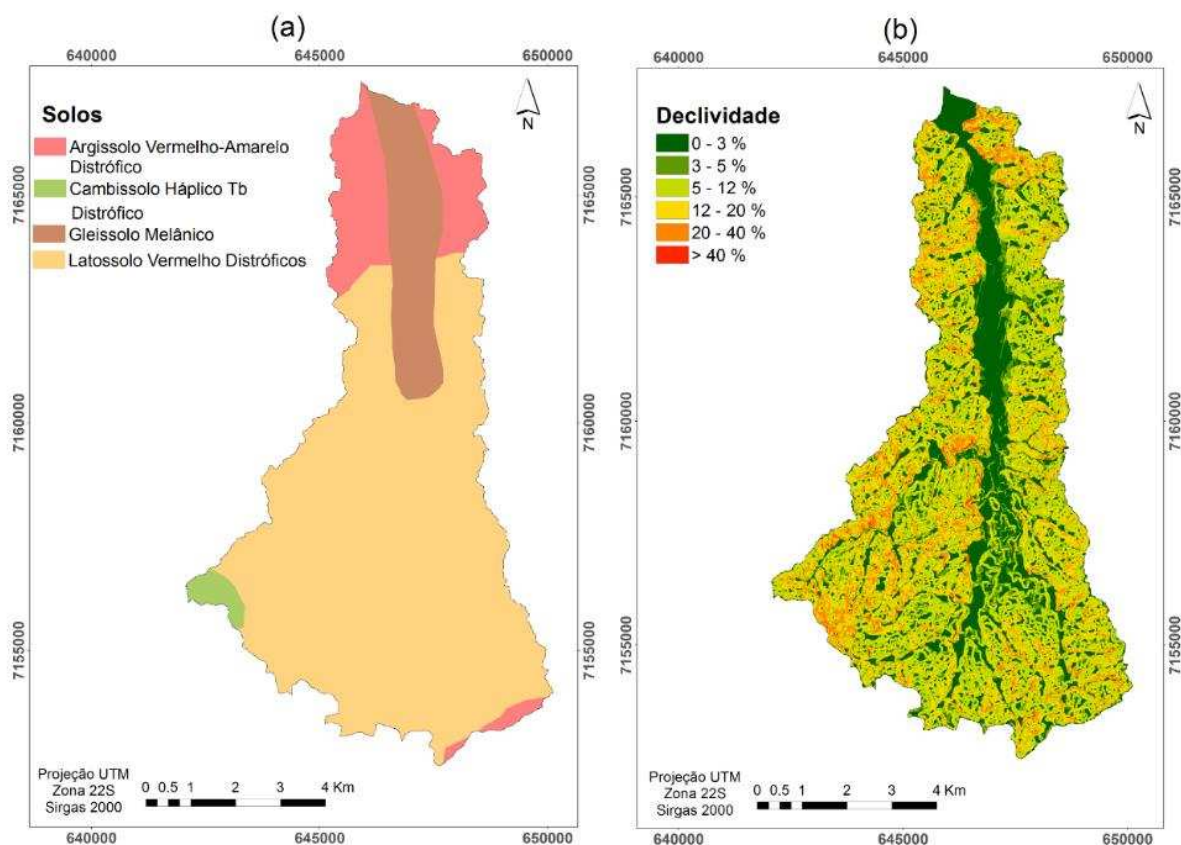 (a)
640000
645000
650000
Solos
Argissolo Vermelho-Amarelo
Distrófico
Cambissolo Háplico Tb
Distrófico
Gleissolo Melânico
Latossolo Vermelho Distróficos
N
7165000
7165000
7160000
7160000
7155000
7155000
Projeção UTM
Zona 22S
Sirgas 2000
0 0.5 1 2 3 4 Km
640000
645000
650000
(b)
640000
645000
650000
Declividade
0 - 3 %
3 - 5 %
5 - 12 %
12 - 20 %
20 - 40 %
> 40 %
N
7165000
7165000
7160000
7160000
7155000
7155000
Projeção UTM
Zona 22S
Sirgas 2000
0 0.5 1 2 3 4 Km
640000
645000
650000